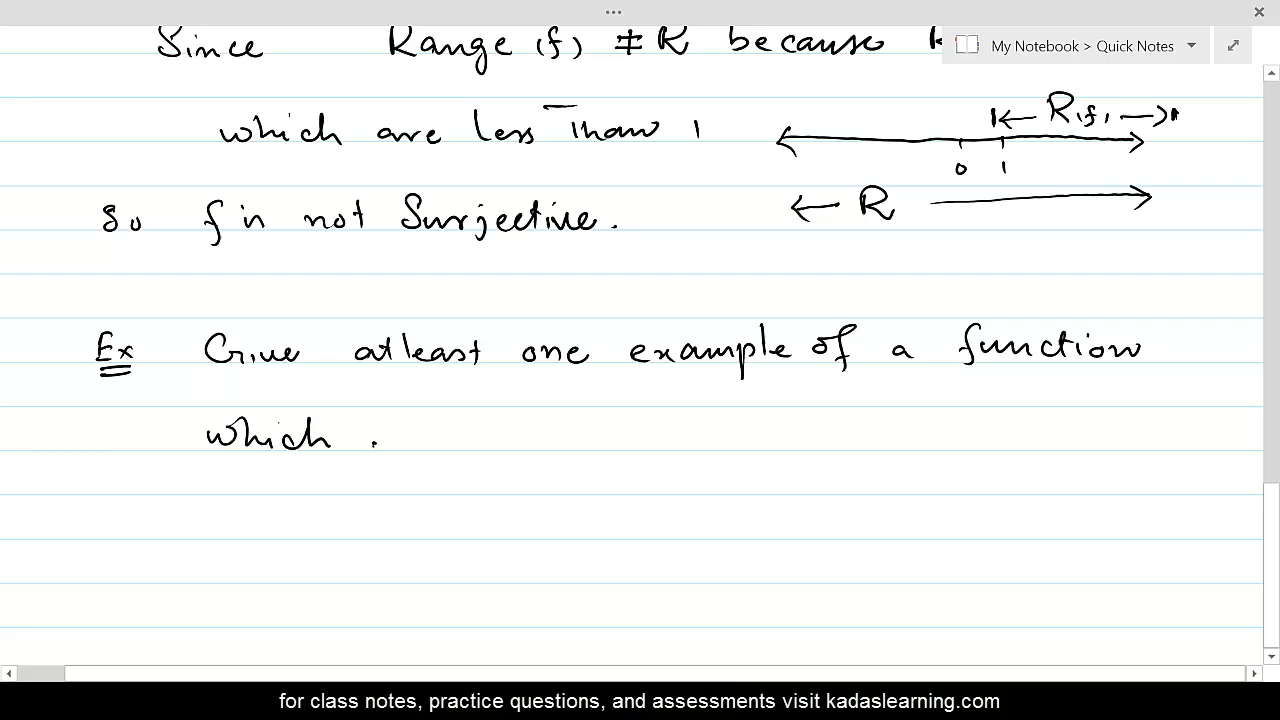 My Notebook > Quick Notes
Since Range (f) ≠ R because
which are less Than 1
R(f)
0 1
R
So f is not Surjective.
Ex Give atleast one example of a function
which .
for class notes, practice questions, and assessments visit kadaslearning.com